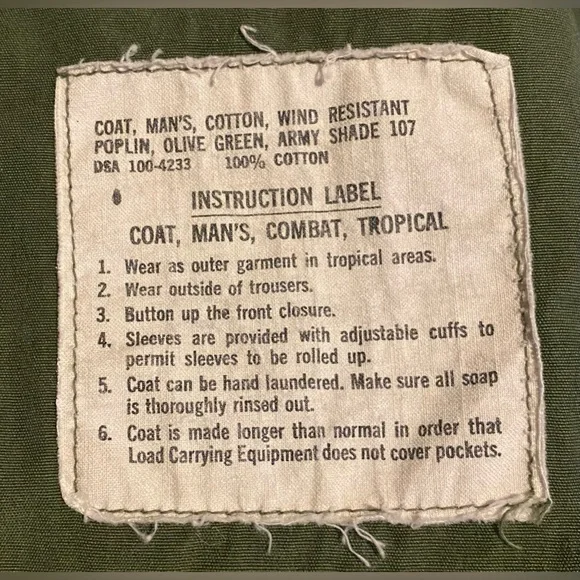 COAT, MAN'S, COTTON, WIND RESISTANT
POPLIN, OLIVE GREEN, ARMY SHADE 107
DSA 100-4233 100% COTTON
INSTRUCTION LABEL
COAT, MAN'S, COMBAT, TROPICAL
1. Wear as outer garment in tropical areas.
2. Wear outside of trousers.
3. Button up the front closure.
4. Sleeves are provided with adjustable cuffs to
permit sleeves to be rolled up.
5. Coat can be hand laundered. Make sure all soap
is thoroughly rinsed out.
6. Coat is made longer than normal in order that
Load Carrying Equipment does not cover pockets.